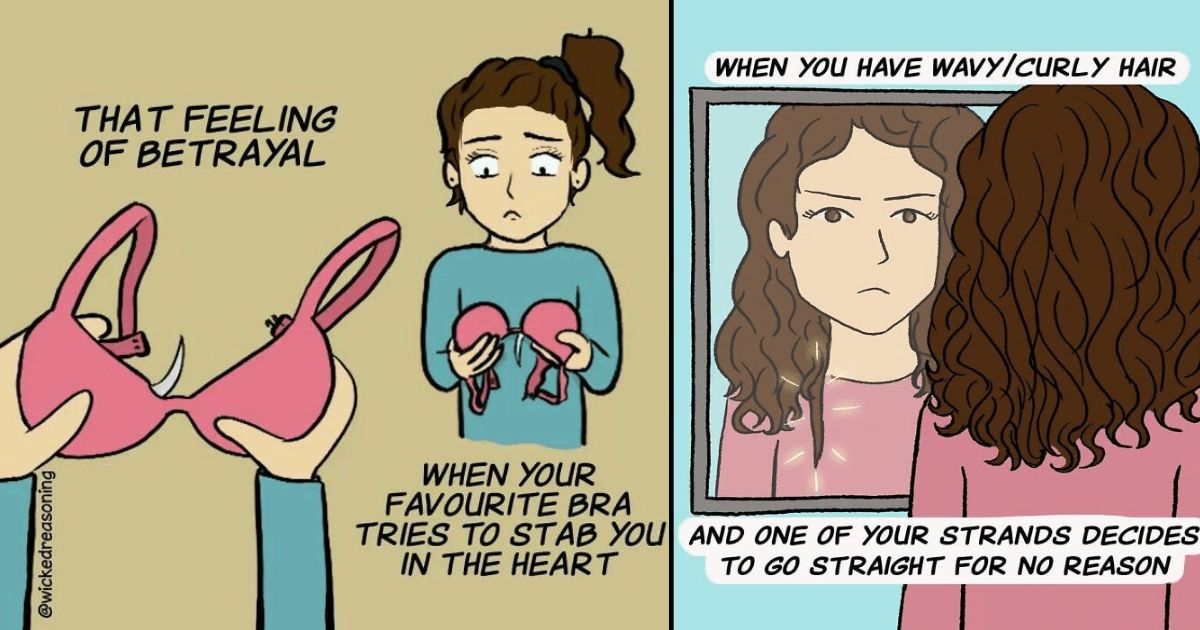 THAT FEELING
OF BETRAYAL
WHEN YOUR
FAVOURITE BRA
TRIES TO STAB YOU
IN THE HEART
@wickedreasoning
WHEN YOU HAVE WAVY/CURLY HAIR
AND ONE OF YOUR STRANDS DECIDES
TO GO STRAIGHT FOR NO REASON